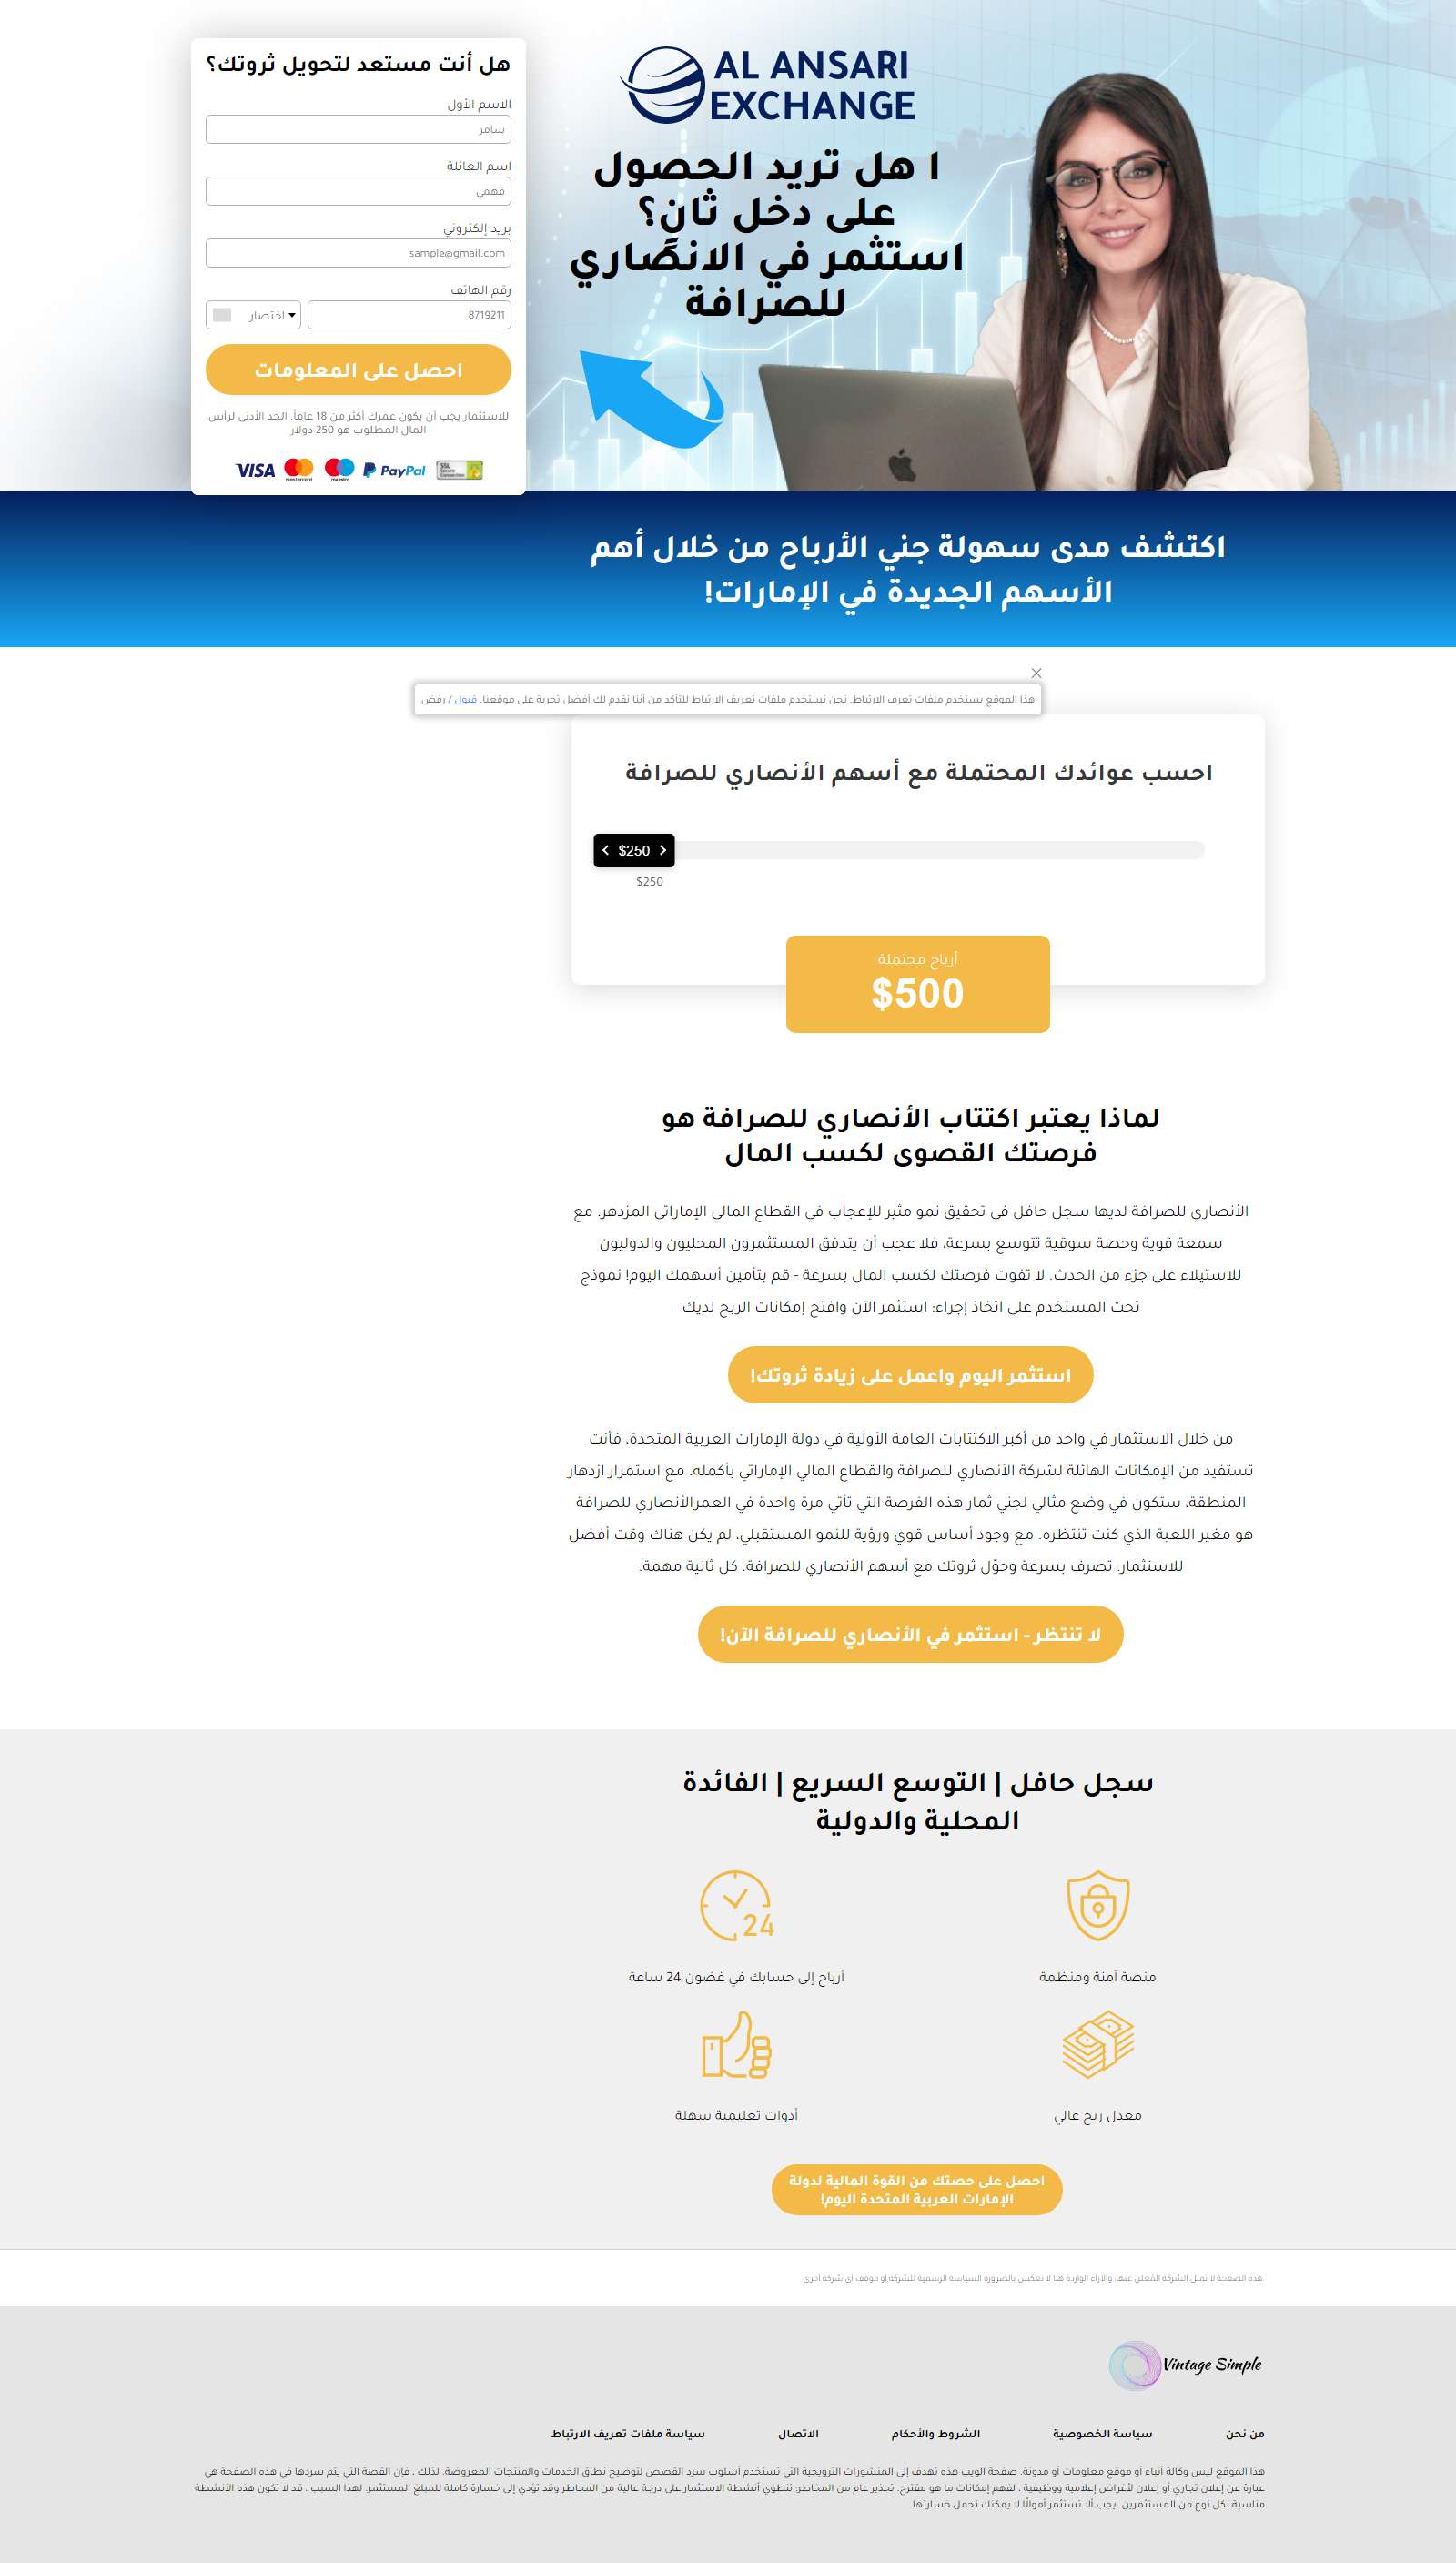 AL ANSARI
EXCHANGE
ا هل تريد الحصول
على دخل ثانٍ؟
استثمر في الانصاري
للصرافة
هل أنت مستعد لتحويل ثروتك؟
الاسم الأول
سامر
اسم العائلة
فهمي
بريد إلكتروني
sample@gmail.com
رقم الهاتف
8719211
اختصار
احصل على المعلومات
للاستثمار يجب أن يكون عمرك أكثر من 18 عاماً. الحد الأدنى لرأس
المال المطلوب هو 250 دولار
VISA mastercard maestro PayPal SSL Secure Connection
اكتشف مدى سهولة جني الأرباح من خلال أهم
الأسهم الجديدة في الإمارات!
هذا الموقع يستخدم ملفات تعرف الارتباط. نحن نستخدم ملفات تعريف الارتباط للتأكد من أننا نقدم لك أفضل تجربة على موقعنا. قبول / رفض
احسب عوائدك المحتملة مع أسهم الأنصاري للصرافة
$250
$250
أرباح محتملة
$500
لماذا يعتبر اكتتاب الأنصاري للصرافة هو
فرصتك القصوى لكسب المال
الأنصاري للصرافة لديها سجل حافل في تحقيق نمو مثير للإعجاب في القطاع المالي الإماراتي المزدهر. مع
سمعة قوية وحصة سوقية تتوسع بسرعة، فلا عجب أن يتدفق المستثمرون المحليون والدوليون
للاستيلاء على جزء من الحدث. لا تفوت فرصتك لكسب المال بسرعة - قم بتأمين أسهمك اليوم! نموذج
تحث المستخدم على اتخاذ إجراء: استثمر الآن وافتح إمكانات الربح لديك
استثمر اليوم واعمل على زيادة ثروتك!
من خلال الاستثمار في واحد من أكبر الاكتتابات العامة الأولية في دولة الإمارات العربية المتحدة، فأنت
تستفيد من الإمكانات الهائلة لشركة الأنصاري للصرافة والقطاع المالي الإماراتي بأكمله. مع استمرار ازدهار
المنطقة، ستكون في وضع مثالي لجني ثمار هذه الفرصة التي تأتي مرة واحدة في العمرالأنصاري للصرافة
هو مغير اللعبة الذي كنت تنتظره. مع وجود أساس قوي ورؤية للنمو المستقبلي، لم يكن هناك وقت أفضل
للاستثمار. تصرف بسرعة وحوّل ثروتك مع أسهم الأنصاري للصرافة. كل ثانية مهمة.
لا تنتظر - استثمر في الأنصاري للصرافة الآن!
سجل حافل | التوسع السريع | الفائدة
المحلية والدولية
منصة آمنة ومنظمة
24
أرباح إلى حسابك في غضون 24 ساعة
معدل ربح عالي
أدوات تعليمية سهلة
احصل على حصتك من القوة المالية لدولة
الإمارات العربية المتحدة اليوم!
هذه الصفحة لا تمثل الشركة المُعلن عنها، والآراء الواردة هنا لا تعكس بالضرورة السياسة الرسمية للشركة أو موقف أي شركة أخرى.
Vintage Simple
من نحن
سياسة الخصوصية
الشروط والأحكام
الاتصال
سياسة ملفات تعريف الارتباط
هذا الموقع ليس وكالة أنباء أو موقع معلومات أو مدونة. صفحة الويب هذه تهدف إلى المنشورات الترويجية التي تستخدم أسلوب سرد القصص لتوضيح نطاق الخدمات والمنتجات المعروضة. لذلك ، فإن القصة التي يتم سردها في هذه الصفحة هي
عبارة عن إعلان تجاري أو إعلان لأغراض إعلامية ووظيفية ، لفهم إمكانات ما هو مقترح. تحذير عام من المخاطر: تنطوي أنشطة الاستثمار على درجة عالية من المخاطر وقد تؤدي إلى خسارة كاملة للمبلغ المستثمر. لهذا السبب ، قد لا تكون هذه الأنشطة
مناسبة لكل نوع من المستثمرين. يجب ألا تستثمر أموالًا لا يمكنك تحمل خسارتها.